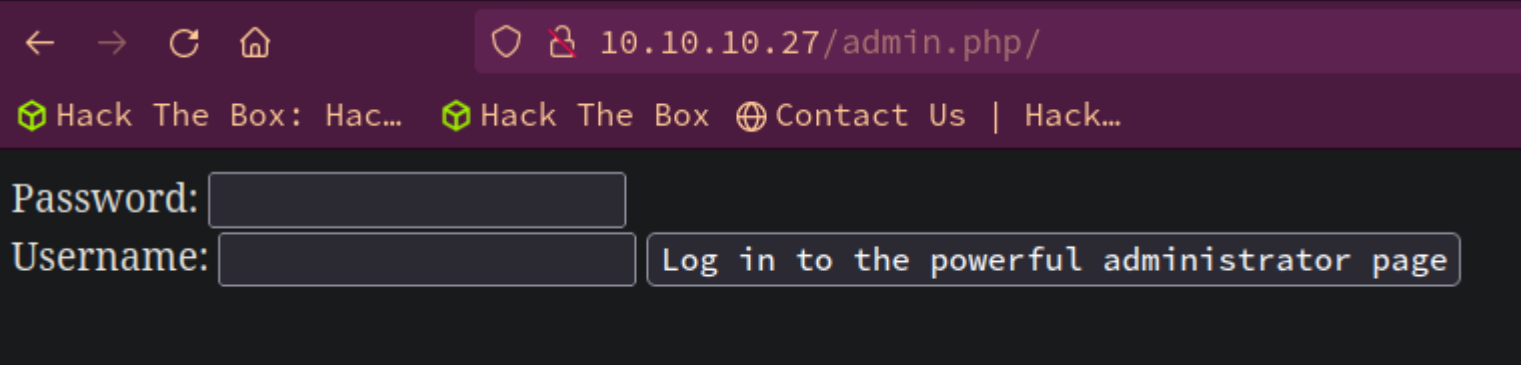 10.10.10.27/admin.php/
Hack The Box: Hac… Hack The Box Contact Us | Hack…
Password:
Username: Log in to the powerful administrator page